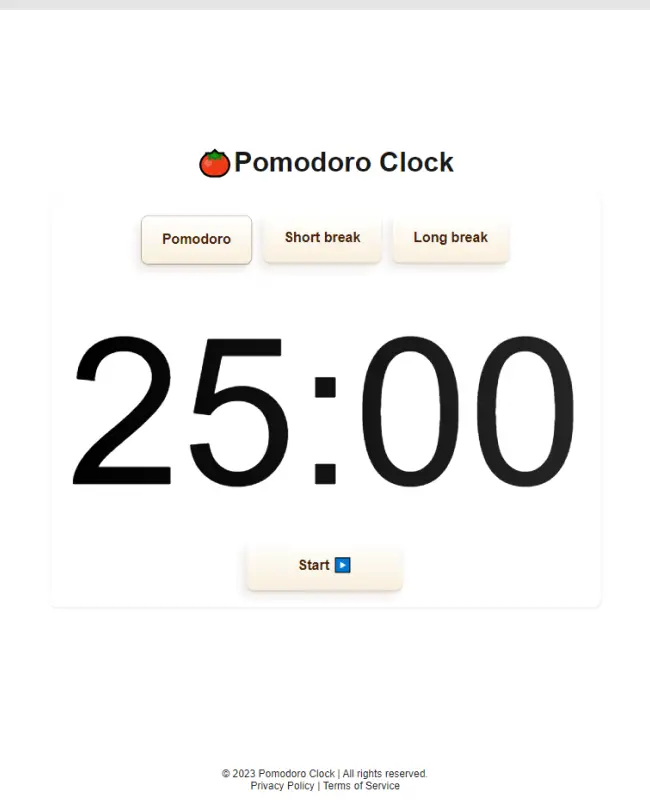 Pomodoro Clock
Pomodoro Short break Long break
25:00
Start
© 2023 Pomodoro Clock | All rights reserved.
Privacy Policy | Terms of Service